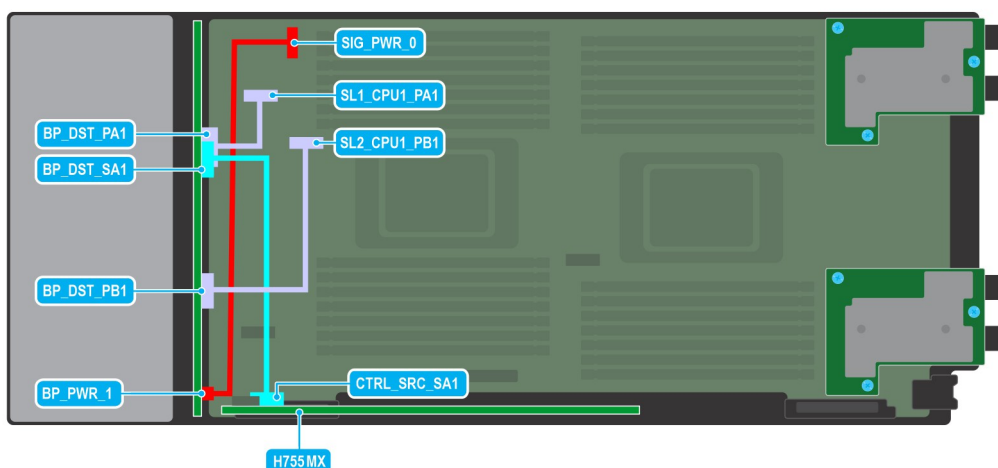 SIG_PWR_0
SL1_CPU1_PA1
BP_DST_PA1
SL2_CPU1_PB1
BP_DST_SA1
BP_DST_PB1
CTRL_SRC_SA1
BP_PWR_1
H755MX